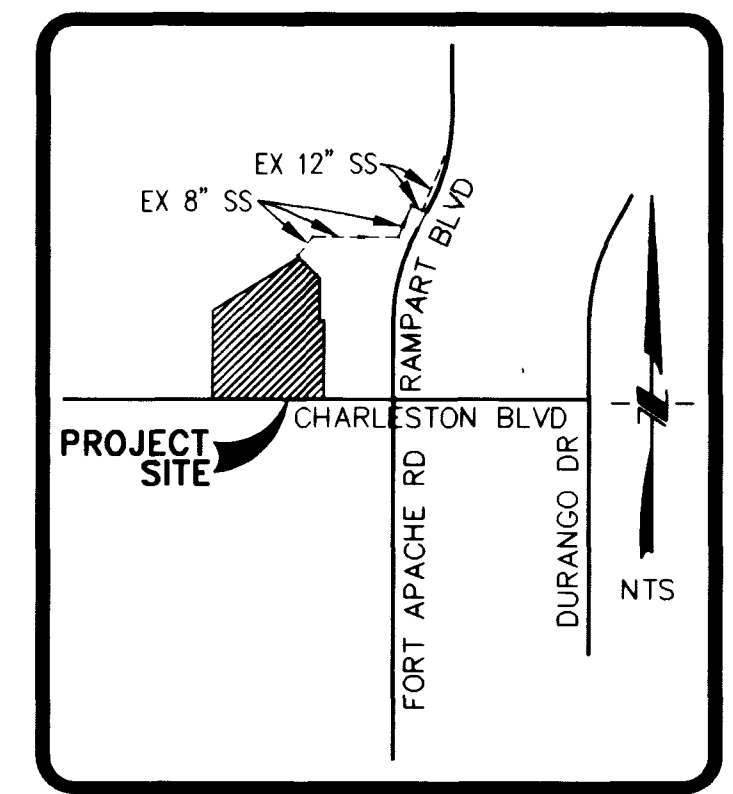 EX 12" SS
EX 8" SS
RAMPART BLVD
CHARLESTON BLVD
PROJECT
SITE
FORT APACHE RD
DURANGO DR
Z
NTS